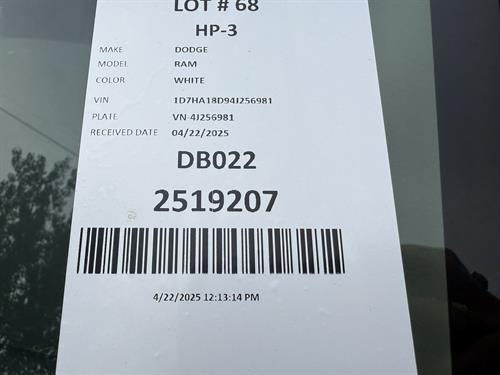 LOT # 68
HP-3
MAKE DODGE
MODEL RAM
COLOR WHITE
VIN 1D7HA18D94J256981
PLATE VN-4J256981
RECEIVED DATE 04/22/2025
DB022
2519207
4/22/2025 12:13:14 PM